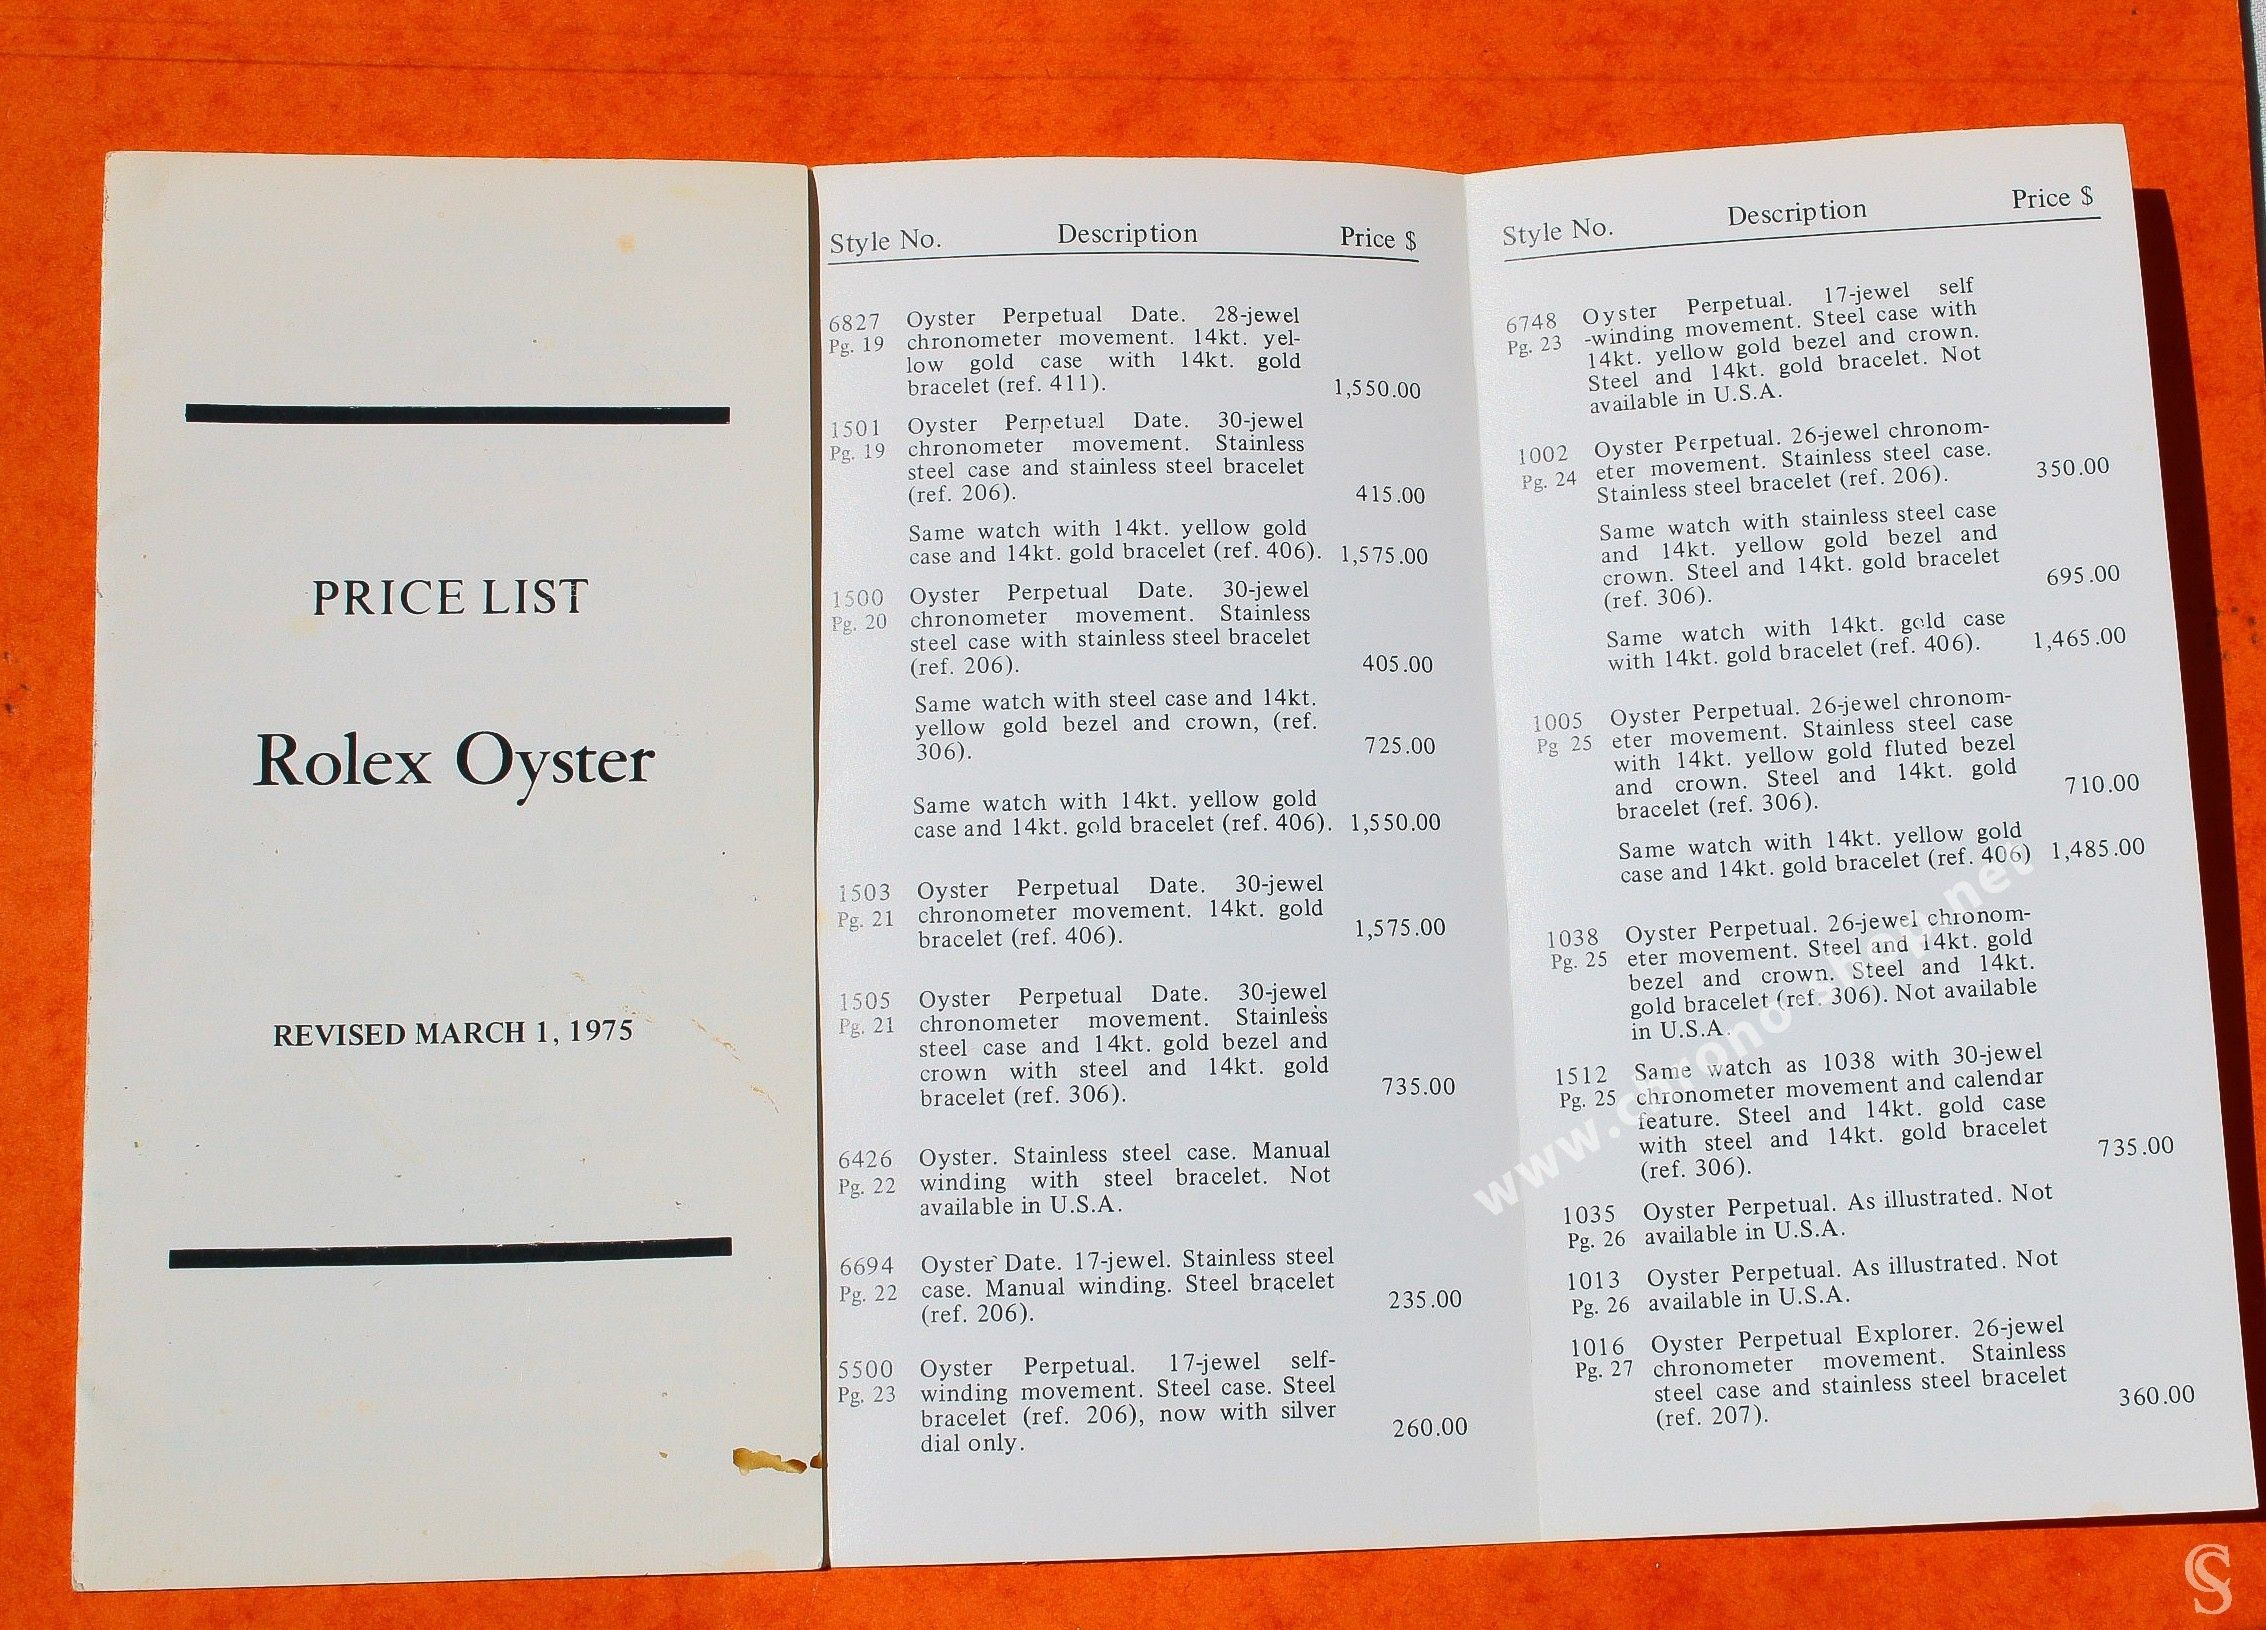 PRICE LIST
Rolex Oyster
REVISED MARCH 1, 1975
Style No. Description Price $
6827 Oyster Perpetual Date. 28-jewel
Pg. 19 chronometer movement. 14kt. yel-
low gold case with 14kt. gold
bracelet (ref. 411). 1,550.00
1501 Oyster Perpetual Date. 30-jewel
Pg. 19 chronometer movement. Stainless
steel case and stainless steel bracelet
(ref. 206). 415.00
Same watch with 14kt. yellow gold
case and 14kt. gold bracelet (ref. 406). 1,575.00
1500 Oyster Perpetual Date. 30-jewel
Pg. 20 chronometer movement. Stainless
steel case with stainless steel bracelet
(ref. 206). 405.00
Same watch with steel case and 14kt.
yellow gold bezel and crown, (ref.
306). 725.00
Same watch with 14kt. yellow gold
case and 14kt. gold bracelet (ref. 406). 1,550.00
1503 Oyster Perpetual Date. 30-jewel
Pg. 21 chronometer movement. 14kt. gold
bracelet (ref. 406). 1,575.00
1505 Oyster Perpetual Date. 30-jewel
Pg. 21 chronometer movement. Stainless
steel case and 14kt. gold bezel and
crown with steel and 14kt. gold
bracelet (ref. 306). 735.00
6426 Oyster. Stainless steel case. Manual
Pg. 22 winding with steel bracelet. Not
available in U.S.A.
6694 Oyster Date. 17-jewel. Stainless steel
Pg. 22 case. Manual winding. Steel bracelet
(ref. 206). 235.00
5500 Oyster Perpetual. 17-jewel self-
Pg. 23 winding movement. Steel case. Steel
bracelet (ref. 206), now with silver
dial only. 260.00
Style No. Description Price $
6748 Oyster Perpetual. 17-jewel self
Pg. 23 -winding movement. Steel case with
14kt. yellow gold bezel and crown.
Steel and 14kt. gold bracelet. Not
available in U.S.A.
1002 Oyster Perpetual. 26-jewel chronom-
Pg. 24 eter movement. Stainless steel case.
Stainless steel bracelet (ref. 206). 350.00
Same watch with stainless steel case
and 14kt. yellow gold bezel and
crown. Steel and 14kt. gold bracelet
(ref. 306). 695.00
Same watch with 14kt. gold case
with 14kt. gold bracelet (ref. 406). 1,465.00
1005 Oyster Perpetual. 26-jewel chronom-
Pg 25 eter movement. Stainless steel case
with 14kt. yellow gold fluted bezel
and crown. Steel and 14kt. gold
bracelet (ref. 306). 710.00
Same watch with 14kt. yellow gold
case and 14kt. gold bracelet (ref. 406) 1,485.00
1038 Oyster Perpetual. 26-jewel chronom-
Pg. 25 eter movement. Steel and 14kt. gold
bezel and crown. Steel and 14kt.
gold bracelet (ref. 306). Not available
in U.S.A.
1512 Same watch as 1038 with 30-jewel
Pg. 25 chronometer movement and calendar
feature. Steel and 14kt. gold case
with steel and 14kt. gold bracelet
(ref. 306). 735.00
1035 Oyster Perpetual. As illustrated. Not
Pg. 26 available in U.S.A.
1013 Oyster Perpetual. As illustrated. Not
Pg. 26 available in U.S.A.
1016 Oyster Perpetual Explorer. 26-jewel
Pg. 27 chronometer movement. Stainless
steel case and stainless steel bracelet
(ref. 207). 360.00
www.chrono-shop.net
CS